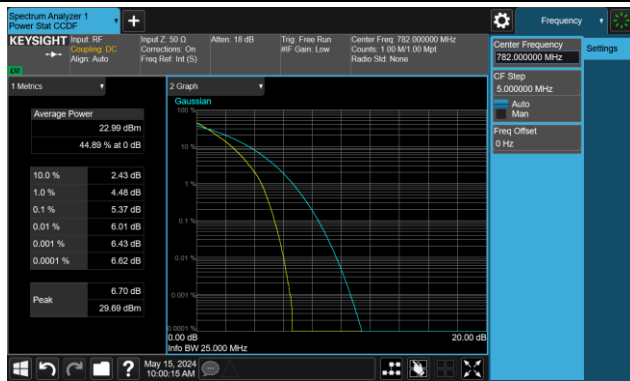 Spectrum Analyzer 1
Power Stat CCDF
Frequency
KEYSIGHT
Input: RF
Coupling: DC
Align: Auto
Input Z: 50 Ω
Corrections: On
Freq Ref: Int (S)
Atten: 18 dB
Trig: Free Run
#IF Gain: Low
Center Freq: 782.000000 MHz
Counts: 1.00 M/1.00 Mpt
Radio Std: None
Center Frequency
782.000000 MHz
Settings
CF Step
5.000000 MHz
Auto
Man
Freq Offset
0 Hz
1 Metrics
Average Power
22.99 dBm
44.89 % at 0 dB
10.0 % 2.43 dB
1.0 % 4.48 dB
0.1 % 5.37 dB
0.01 % 6.01 dB
0.001 % 6.43 dB
0.0001 % 6.62 dB
Peak
6.70 dB
29.69 dBm
2 Graph
Gaussian
100 %
10 %
1 %
0.1 %
0.01 %
0.001 %
0.0001 %
0.00 dB
20.00 dB
Info BW 25.000 MHz
May 15, 2024
10:00:15 AM